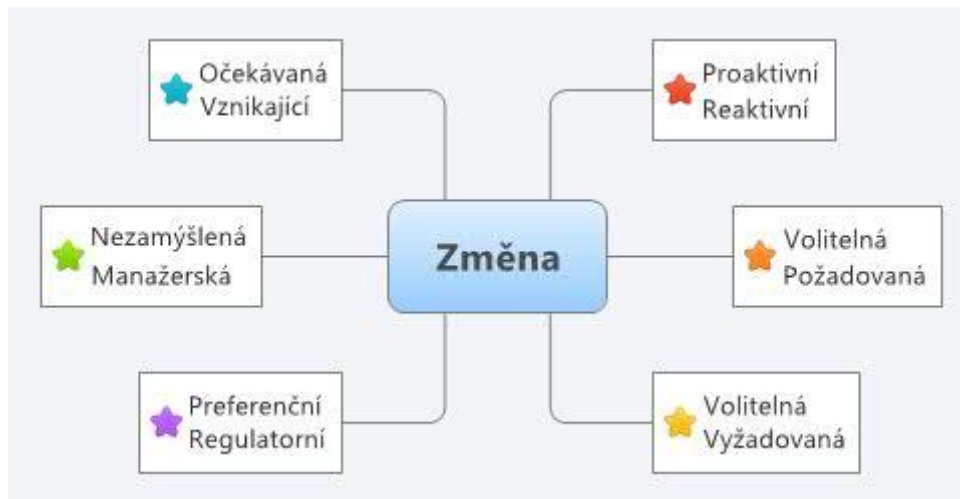 Očekávaná
Vznikající
Proaktivní
Reaktivní
Nezamýšlená
Manažerská
Změna
Volitelná
Požadovaná
Preferenční
Regulatorní
Volitelná
Vyžadovaná